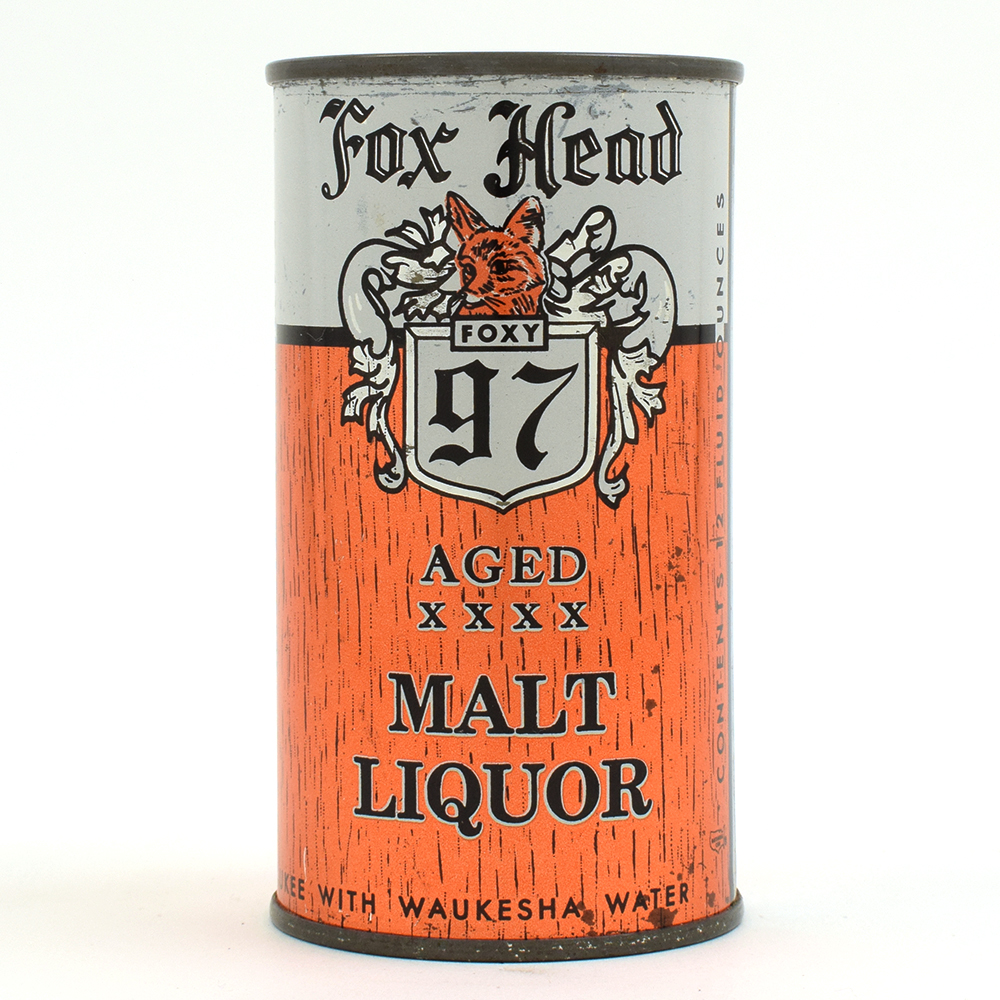 Fox Head
FOXY
97
AGED
XXXX
MALT
LIQUOR
WITH WAUKESHA WATER
CONTENTS 12 FLUID OUNCES